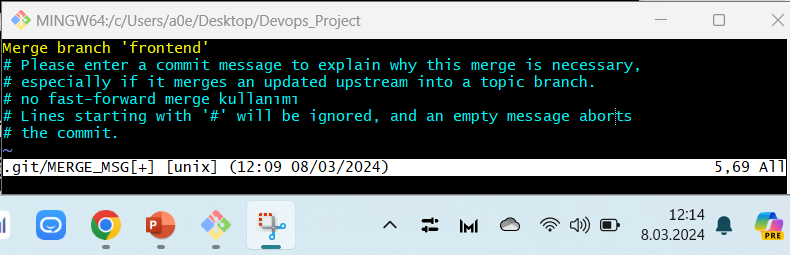 MINGW64:/c/Users/a0e/Desktop/Devops_Project
Merge branch 'frontend'
# Please enter a commit message to explain why this merge is necessary,
# especially if it merges an updated upstream into a topic branch.
# no fast-forward merge kullanımı
# Lines starting with '#' will be ignored, and an empty message aborts
# the commit.
~
.git/MERGE_MSG[+] [unix] (12:09 08/03/2024) 5,69 All
12:14
8.03.2024
PRE